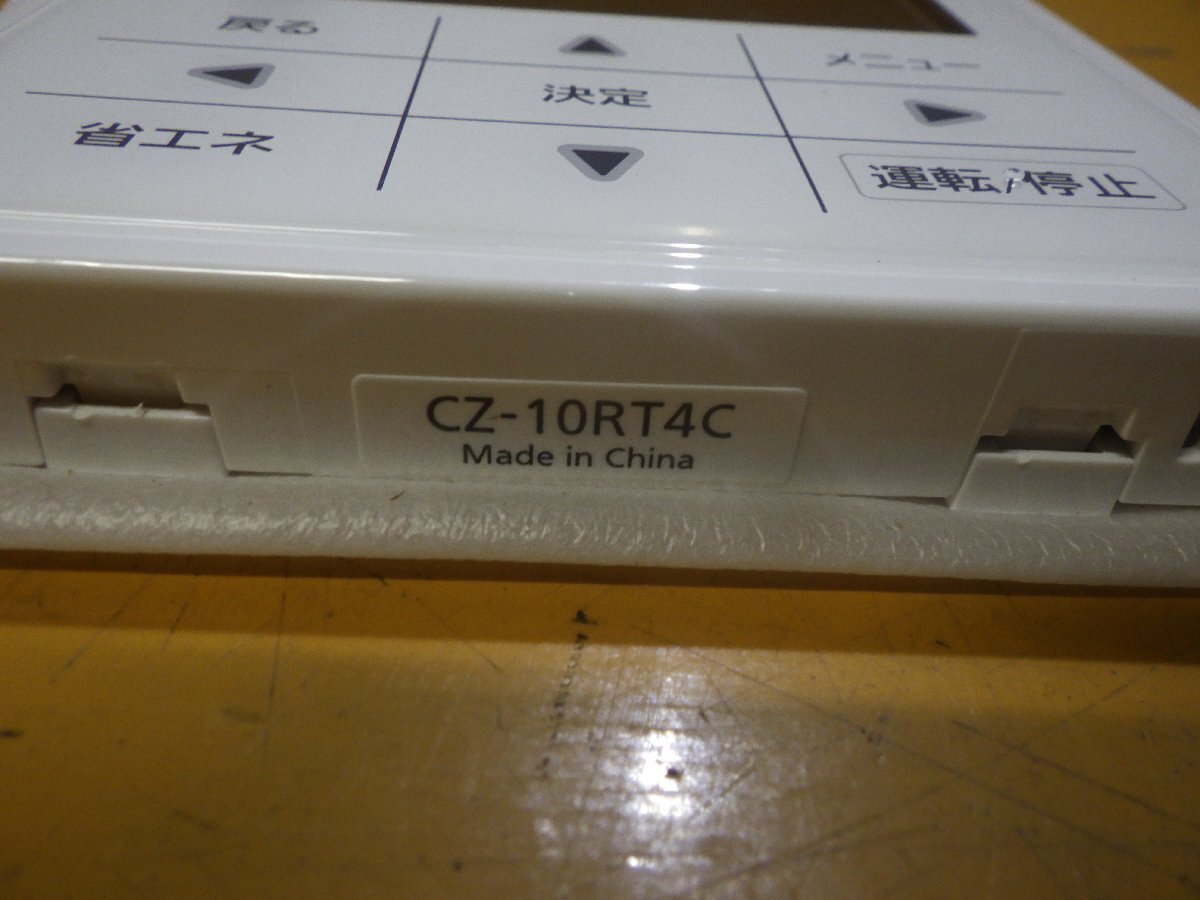 戻る
▲
メニュー
◀
決定
▶
省エネ
▼
運転/停止
CZ-10RT4C
Made in China